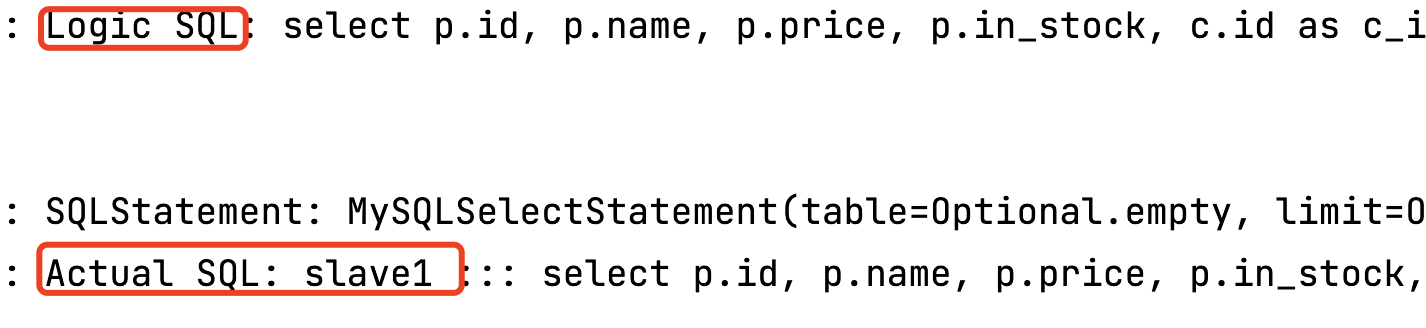 : Logic SQL: select p.id, p.name, p.price, p.in_stock, c.id as c_i
: SQLStatement: MySQLSelectStatement(table=Optional.empty, limit=O
: Actual SQL: slave1 ::: select p.id, p.name, p.price, p.in_stock,